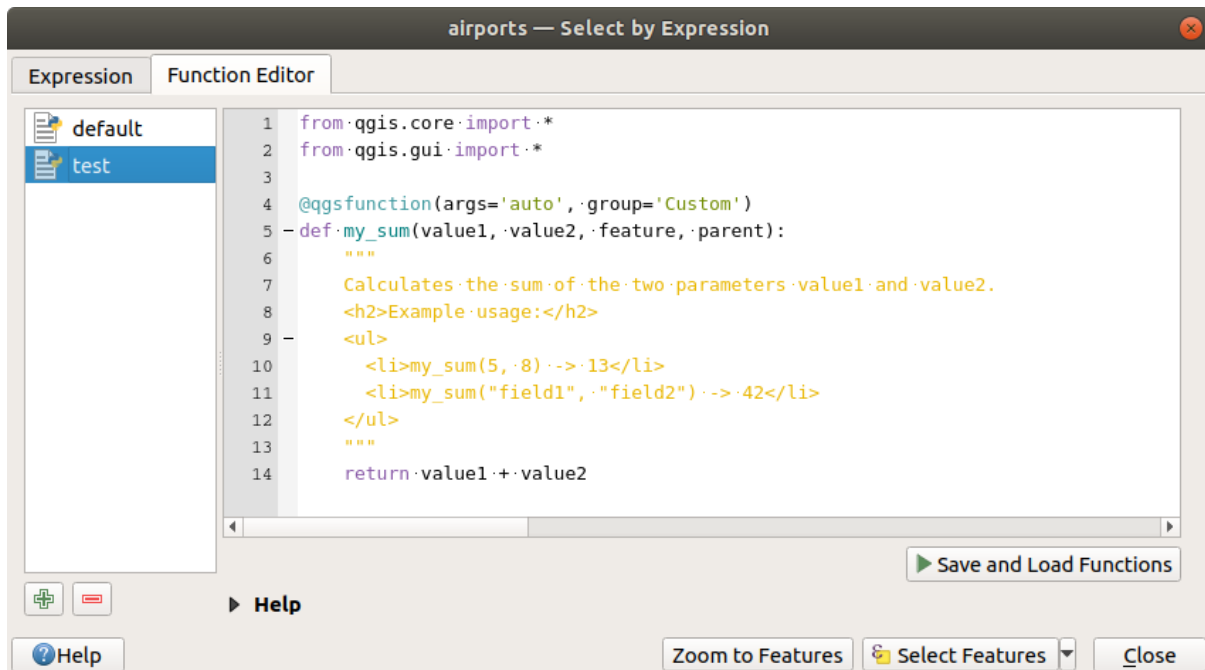 airports — Select by Expression
Expression
Function Editor
default
test
1 from qgis.core import *
2 from qgis.gui import *
3
4 @qgsfunction(args='auto', group='Custom')
5 def my_sum(value1, value2, feature, parent):
6 """
7 Calculates the sum of the two parameters value1 and value2.
8 <h2>Example usage:</h2>
9 <ul>
10 <li>my_sum(5, 8) -> 13</li>
11 <li>my_sum("field1", "field2") -> 42</li>
12 </ul>
13 """
14 return value1 + value2
Save and Load Functions
Help
Help
Zoom to Features
Select Features
Close